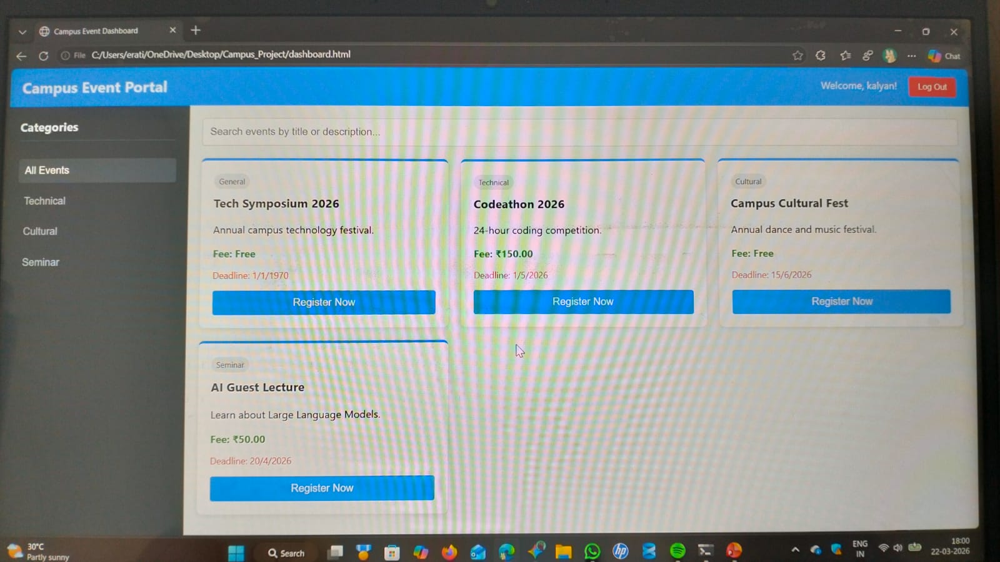 Campus Event Dashboard
File C:/Users/erati/OneDrive/Desktop/Campus_Project/dashboard.html
Chat
Campus Event Portal
Welcome, kalyan!
Log Out
Categories
All Events
Technical
Cultural
Seminar
Search events by title or description...
General
Tech Symposium 2026
Annual campus technology festival.
Fee: Free
Deadline: 1/1/1970
Register Now
Technical
Codeathon 2026
24-hour coding competition.
Fee: ₹150.00
Deadline: 1/5/2026
Register Now
Cultural
Campus Cultural Fest
Annual dance and music festival.
Fee: Free
Deadline: 15/6/2026
Register Now
Seminar
AI Guest Lecture
Learn about Large Language Models.
Fee: ₹50.00
Deadline: 20/4/2026
Register Now
30°C
Partly sunny
Search
hp
ENG
IN
18:00
22-03-2026